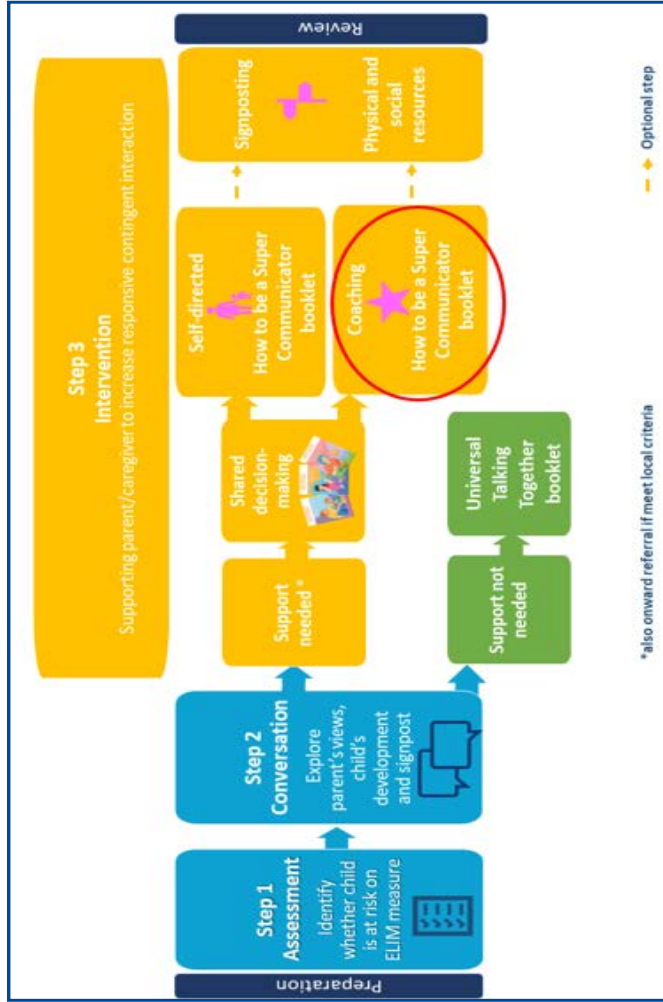 Preparation
Step 1
Assessment
Identify
whether child
is at risk on
ELIM measure
Step 2
Conversation
Explore
parent's views,
child's
development
and signpost
Step 3
Intervention
Supporting parent/caregiver to increase responsive contingent interaction
Support
needed*
Shared
decision-
making
Self-directed
How to be a Super
Communicator
booklet
Coaching
How to be a Super
Communicator
booklet
Signposting
Physical and
social
resources
Review
Support not
needed
Universal
Talking
Together
booklet
*also onward referral if meet local criteria
Optional step